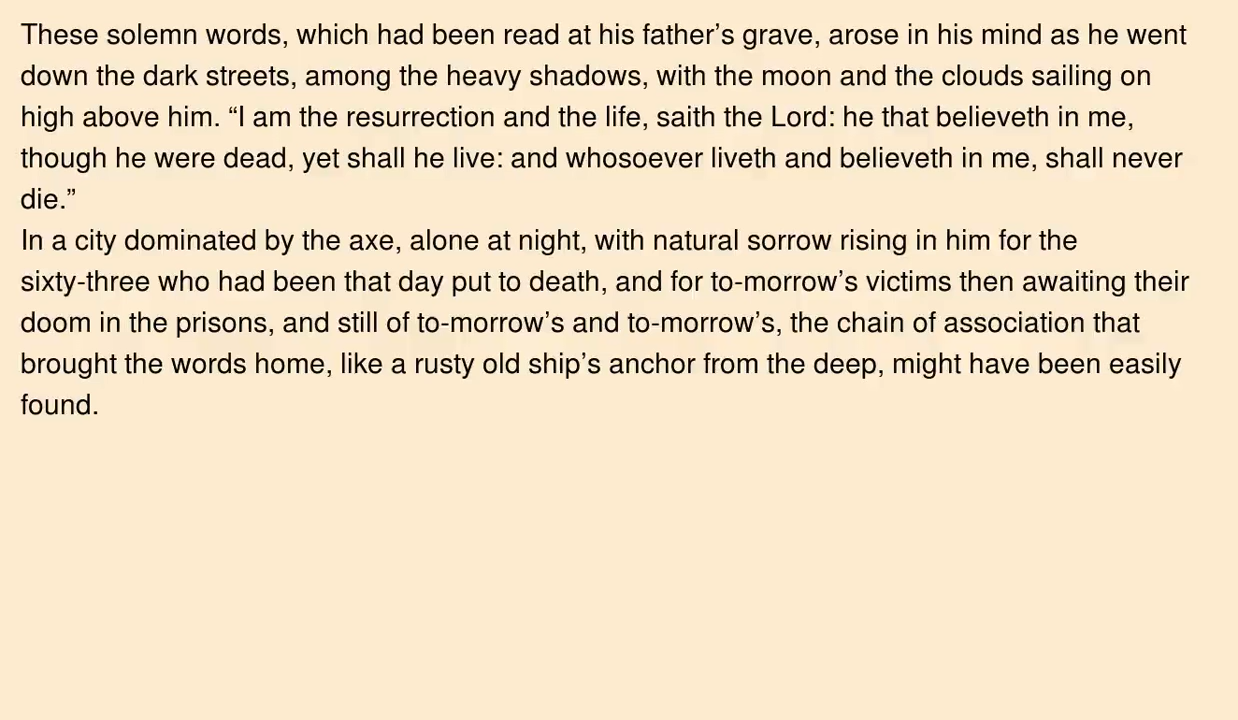 These solemn words, which had been read at his father’s grave, arose in his mind as he went
down the dark streets, among the heavy shadows, with the moon and the clouds sailing on
high above him. “I am the resurrection and the life, saith the Lord: he that believeth in me,
though he were dead, yet shall he live: and whosoever liveth and believeth in me, shall never
die.”
In a city dominated by the axe, alone at night, with natural sorrow rising in him for the
sixty-three who had been that day put to death, and for to-morrow’s victims then awaiting their
doom in the prisons, and still of to-morrow’s and to-morrow’s, the chain of association that
brought the words home, like a rusty old ship’s anchor from the deep, might have been easily
found.